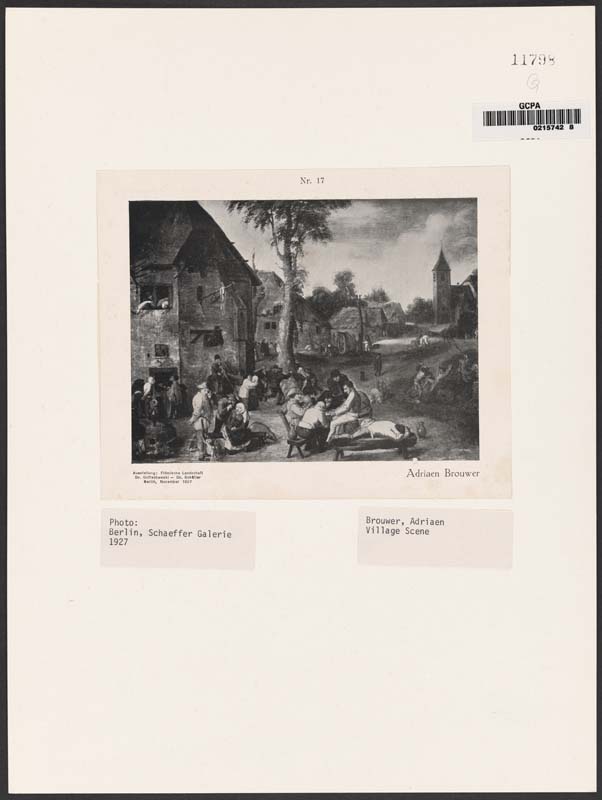 11798
GCPA
0215742 8
Nr. 17
Ausstellung: Flämische Landschaft
Dr. Gottschewski – Dr. Schäffer
Berlin, November 1927
Adriaen Brouwer
Photo:
Berlin, Schaeffer Galerie
1927
Brouwer, Adriaen
Village Scene